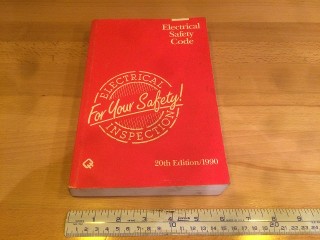 Electrical
Safety
Code
ELECTRICAL
For Your Safety!
INSPECTION
20th Edition/1990